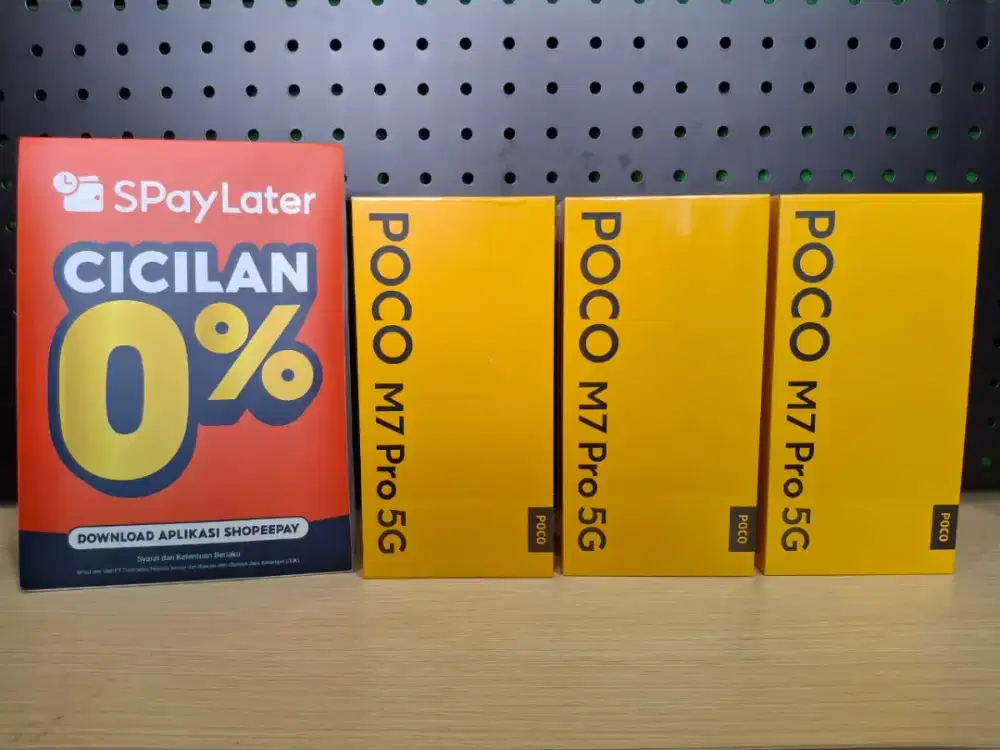 SPayLater
CICILAN
0%
DOWNLOAD APLIKASI SHOPEEPAY
Syarat dan Ketentuan Berlaku
POCO M7 Pro 5G
POCO
POCO M7 Pro 5G
POCO
POCO M7 Pro 5G
POCO